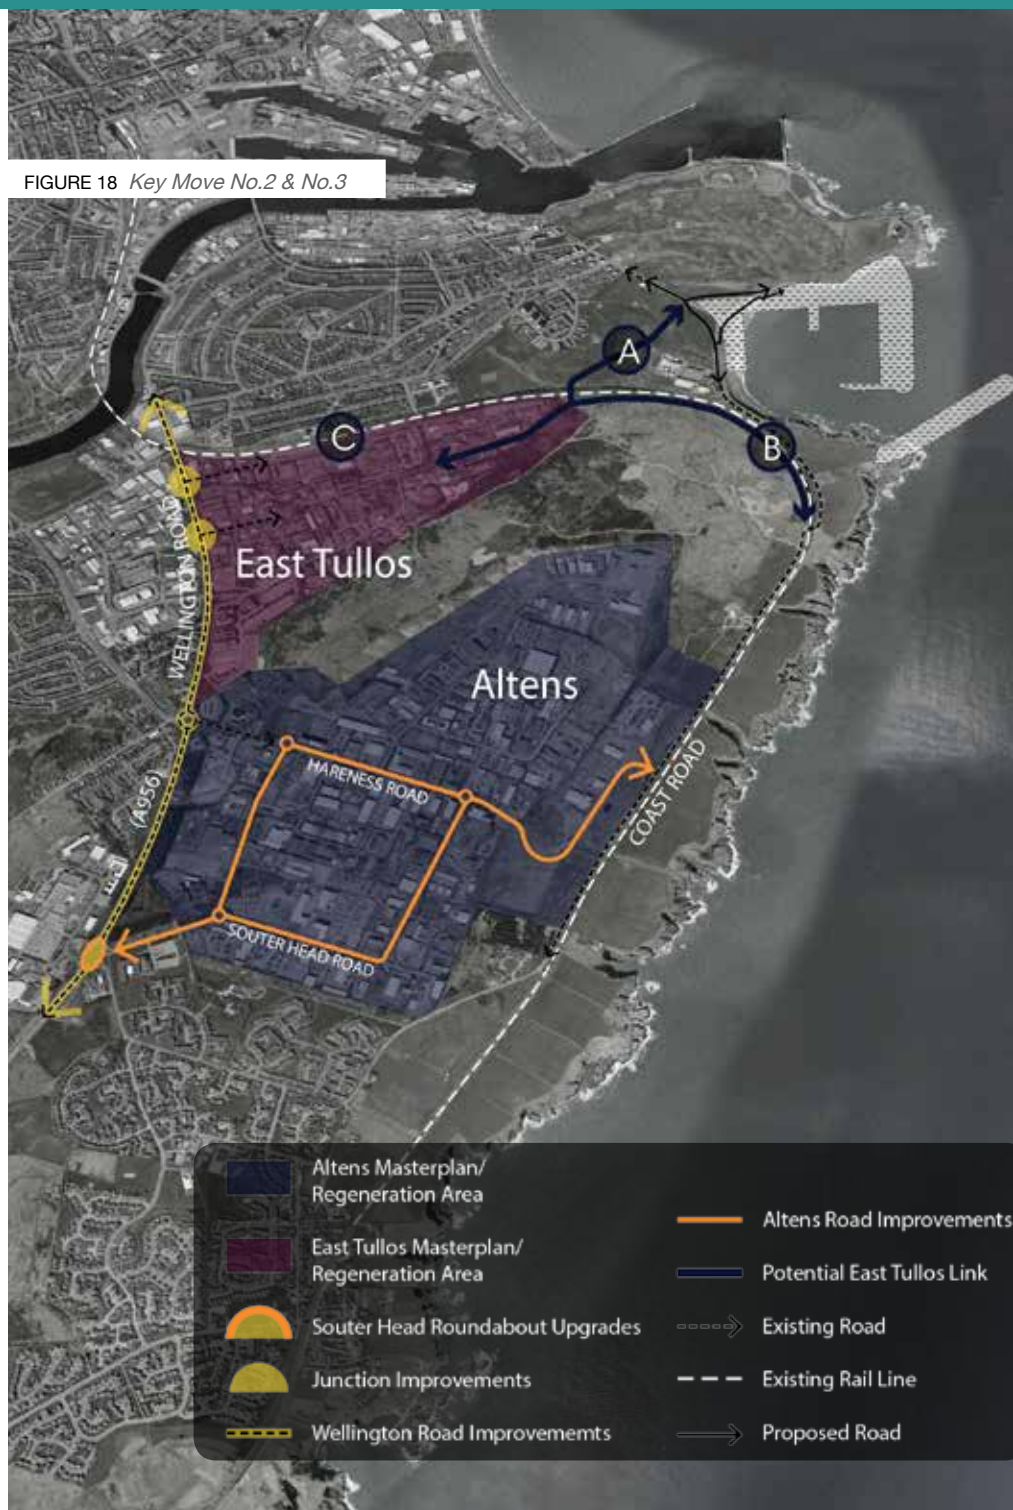 FIGURE 18 Key Move No.2 & No.3
A
C
B
WELLINGTON ROAD
East Tullos
Altens
HARENESS ROAD
COAST ROAD
(A956)
SOUTER HEAD ROAD
Altens Masterplan/
Regeneration Area
East Tullos Masterplan/
Regeneration Area
Souter Head Roundabout Upgrades
Junction Improvements
Wellington Road Improvememts
Altens Road Improvements
Potential East Tullos Link
Existing Road
Existing Rail Line
Proposed Road